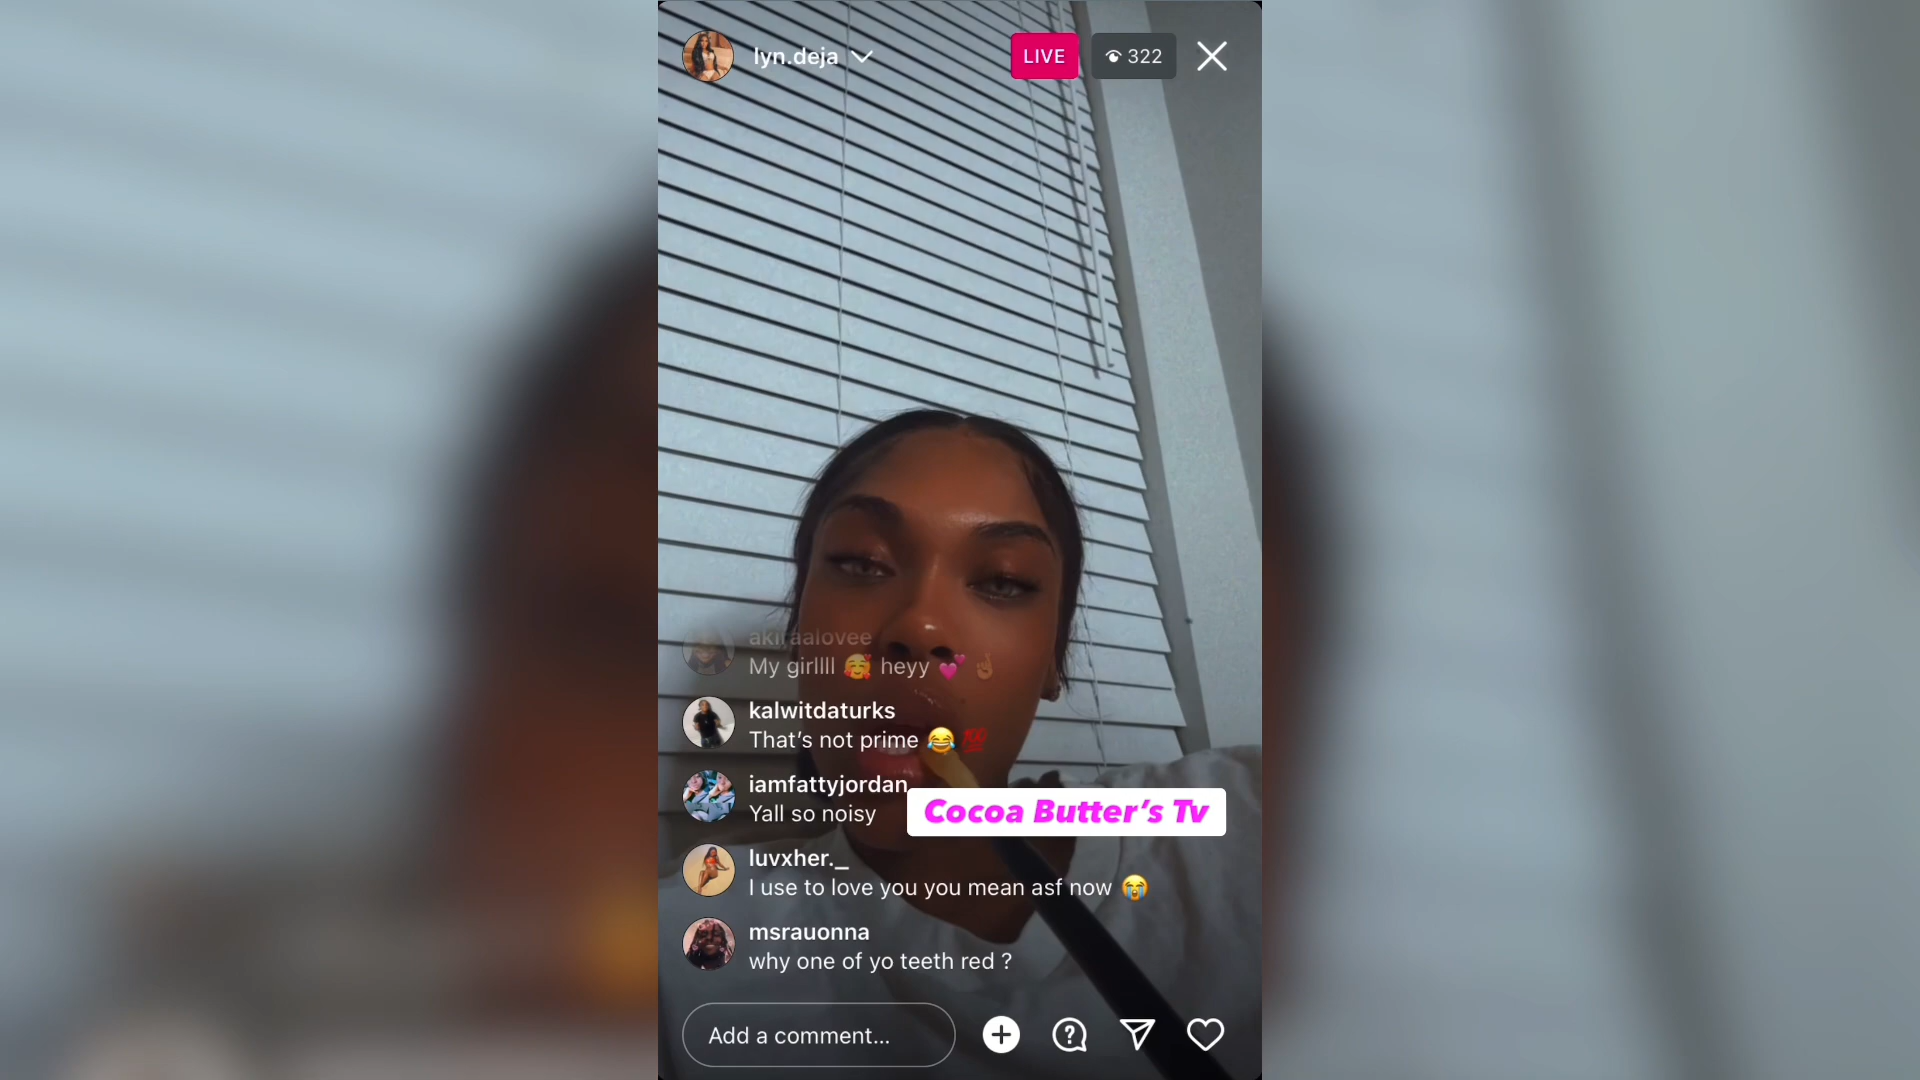 lyn.deja
LIVE
322
akiraalovee
My girllll 🥰 heyy 💕 🤞🏽
kalwitdaturks
That's not prime 😂 💯
iamfattyjordan
Yall so noisy
Cocoa Butter's Tv
luvxher._
I use to love you you mean asf now 😭
msrauonna
why one of yo teeth red ?
Add a comment...